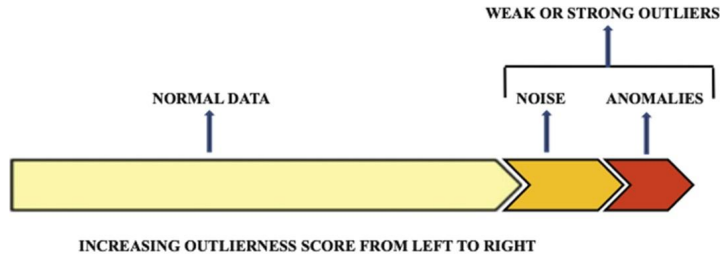 WEAK OR STRONG OUTLIERS
NORMAL DATA
NOISE
ANOMALIES
INCREASING OUTLIERNESS SCORE FROM LEFT TO RIGHT